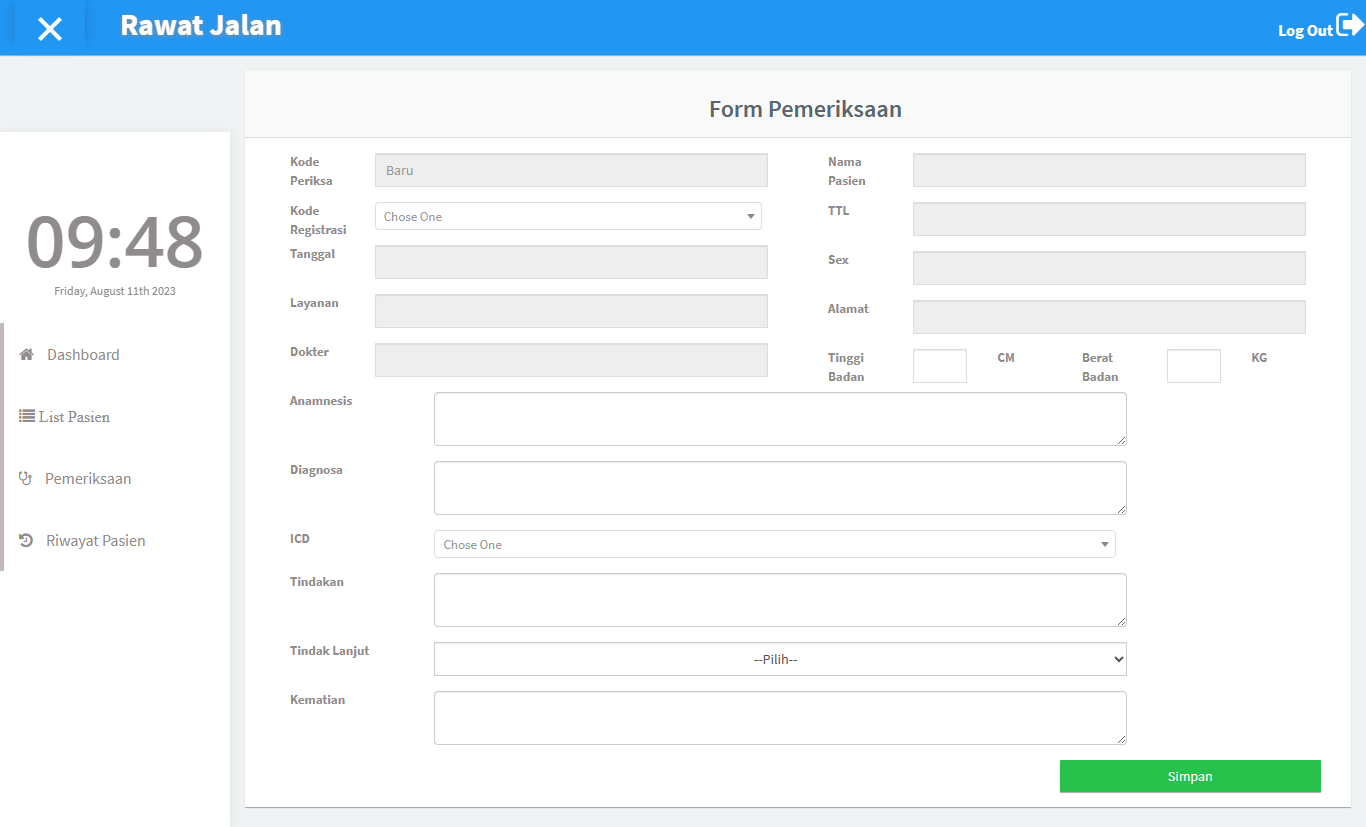 Rawat Jalan
Log Out
09:48
Friday, August 11th 2023
Dashboard
List Pasien
Pemeriksaan
Riwayat Pasien
Form Pemeriksaan
Kode
Periksa
Baru
Kode
Registrasi
Chose One
Tanggal
Layanan
Dokter
Nama
Pasien
TTL
Sex
Alamat
Tinggi
Badan
CM
Berat
Badan
KG
Anamnesis
Diagnosa
ICD
Chose One
Tindakan
Tindak Lanjut
--Pilih--
Kematian
Simpan